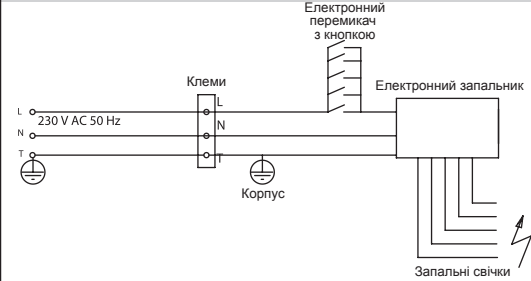 Електронний
перемикач
з кнопкою
Клеми
Електронний запальник
L
L
230 V AC 50 Hz
N
N
T
T
Корпус
Запальні свічки